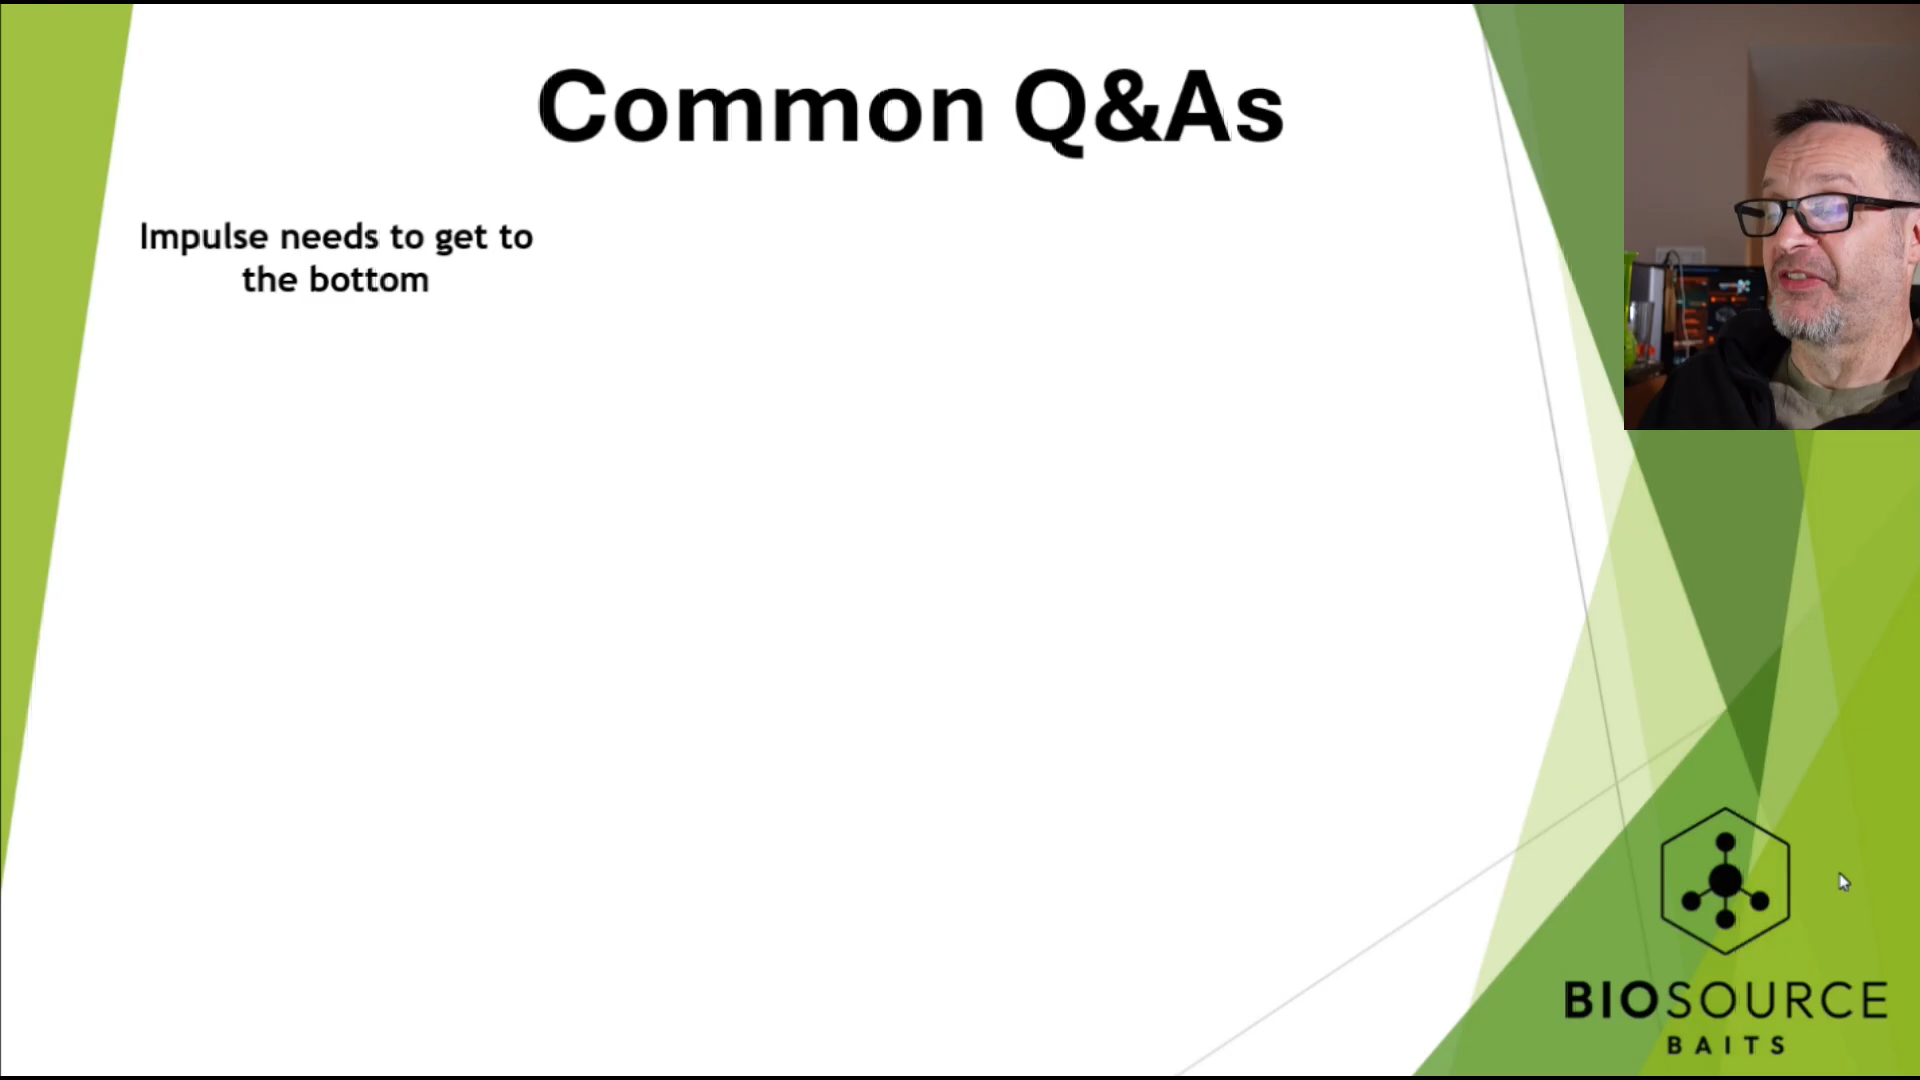 Common Q&As
Impulse needs to get to
the bottom
BIOSOURCE
BAITS